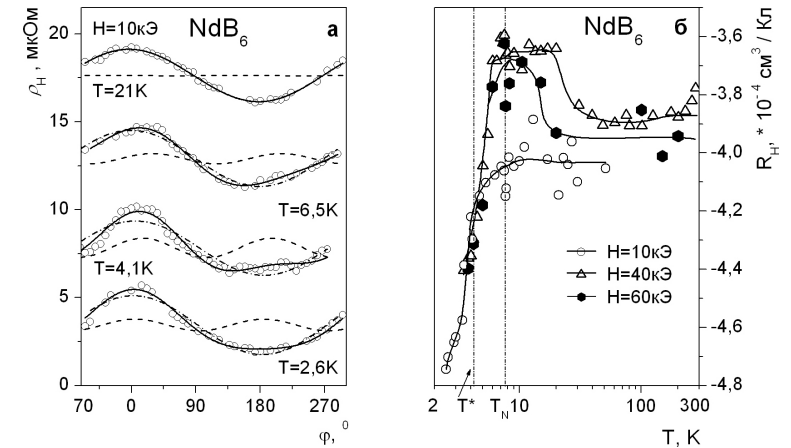 H=10кЭ NdB6 а
ρH , мкОм
20
15
10
5
0
T=21K
T=6,5K
T=4,1K
T=2,6K
70 0 90 180 270
φ, 0
NdB6 б
-3,6
-3,8
-4,0
-4,2
-4,4
-4,6
-4,8
RH, * 10-4 см3 / Кл
H=10кЭ
H=40кЭ
H=60кЭ
2 T* TN 10 100 300
T, K